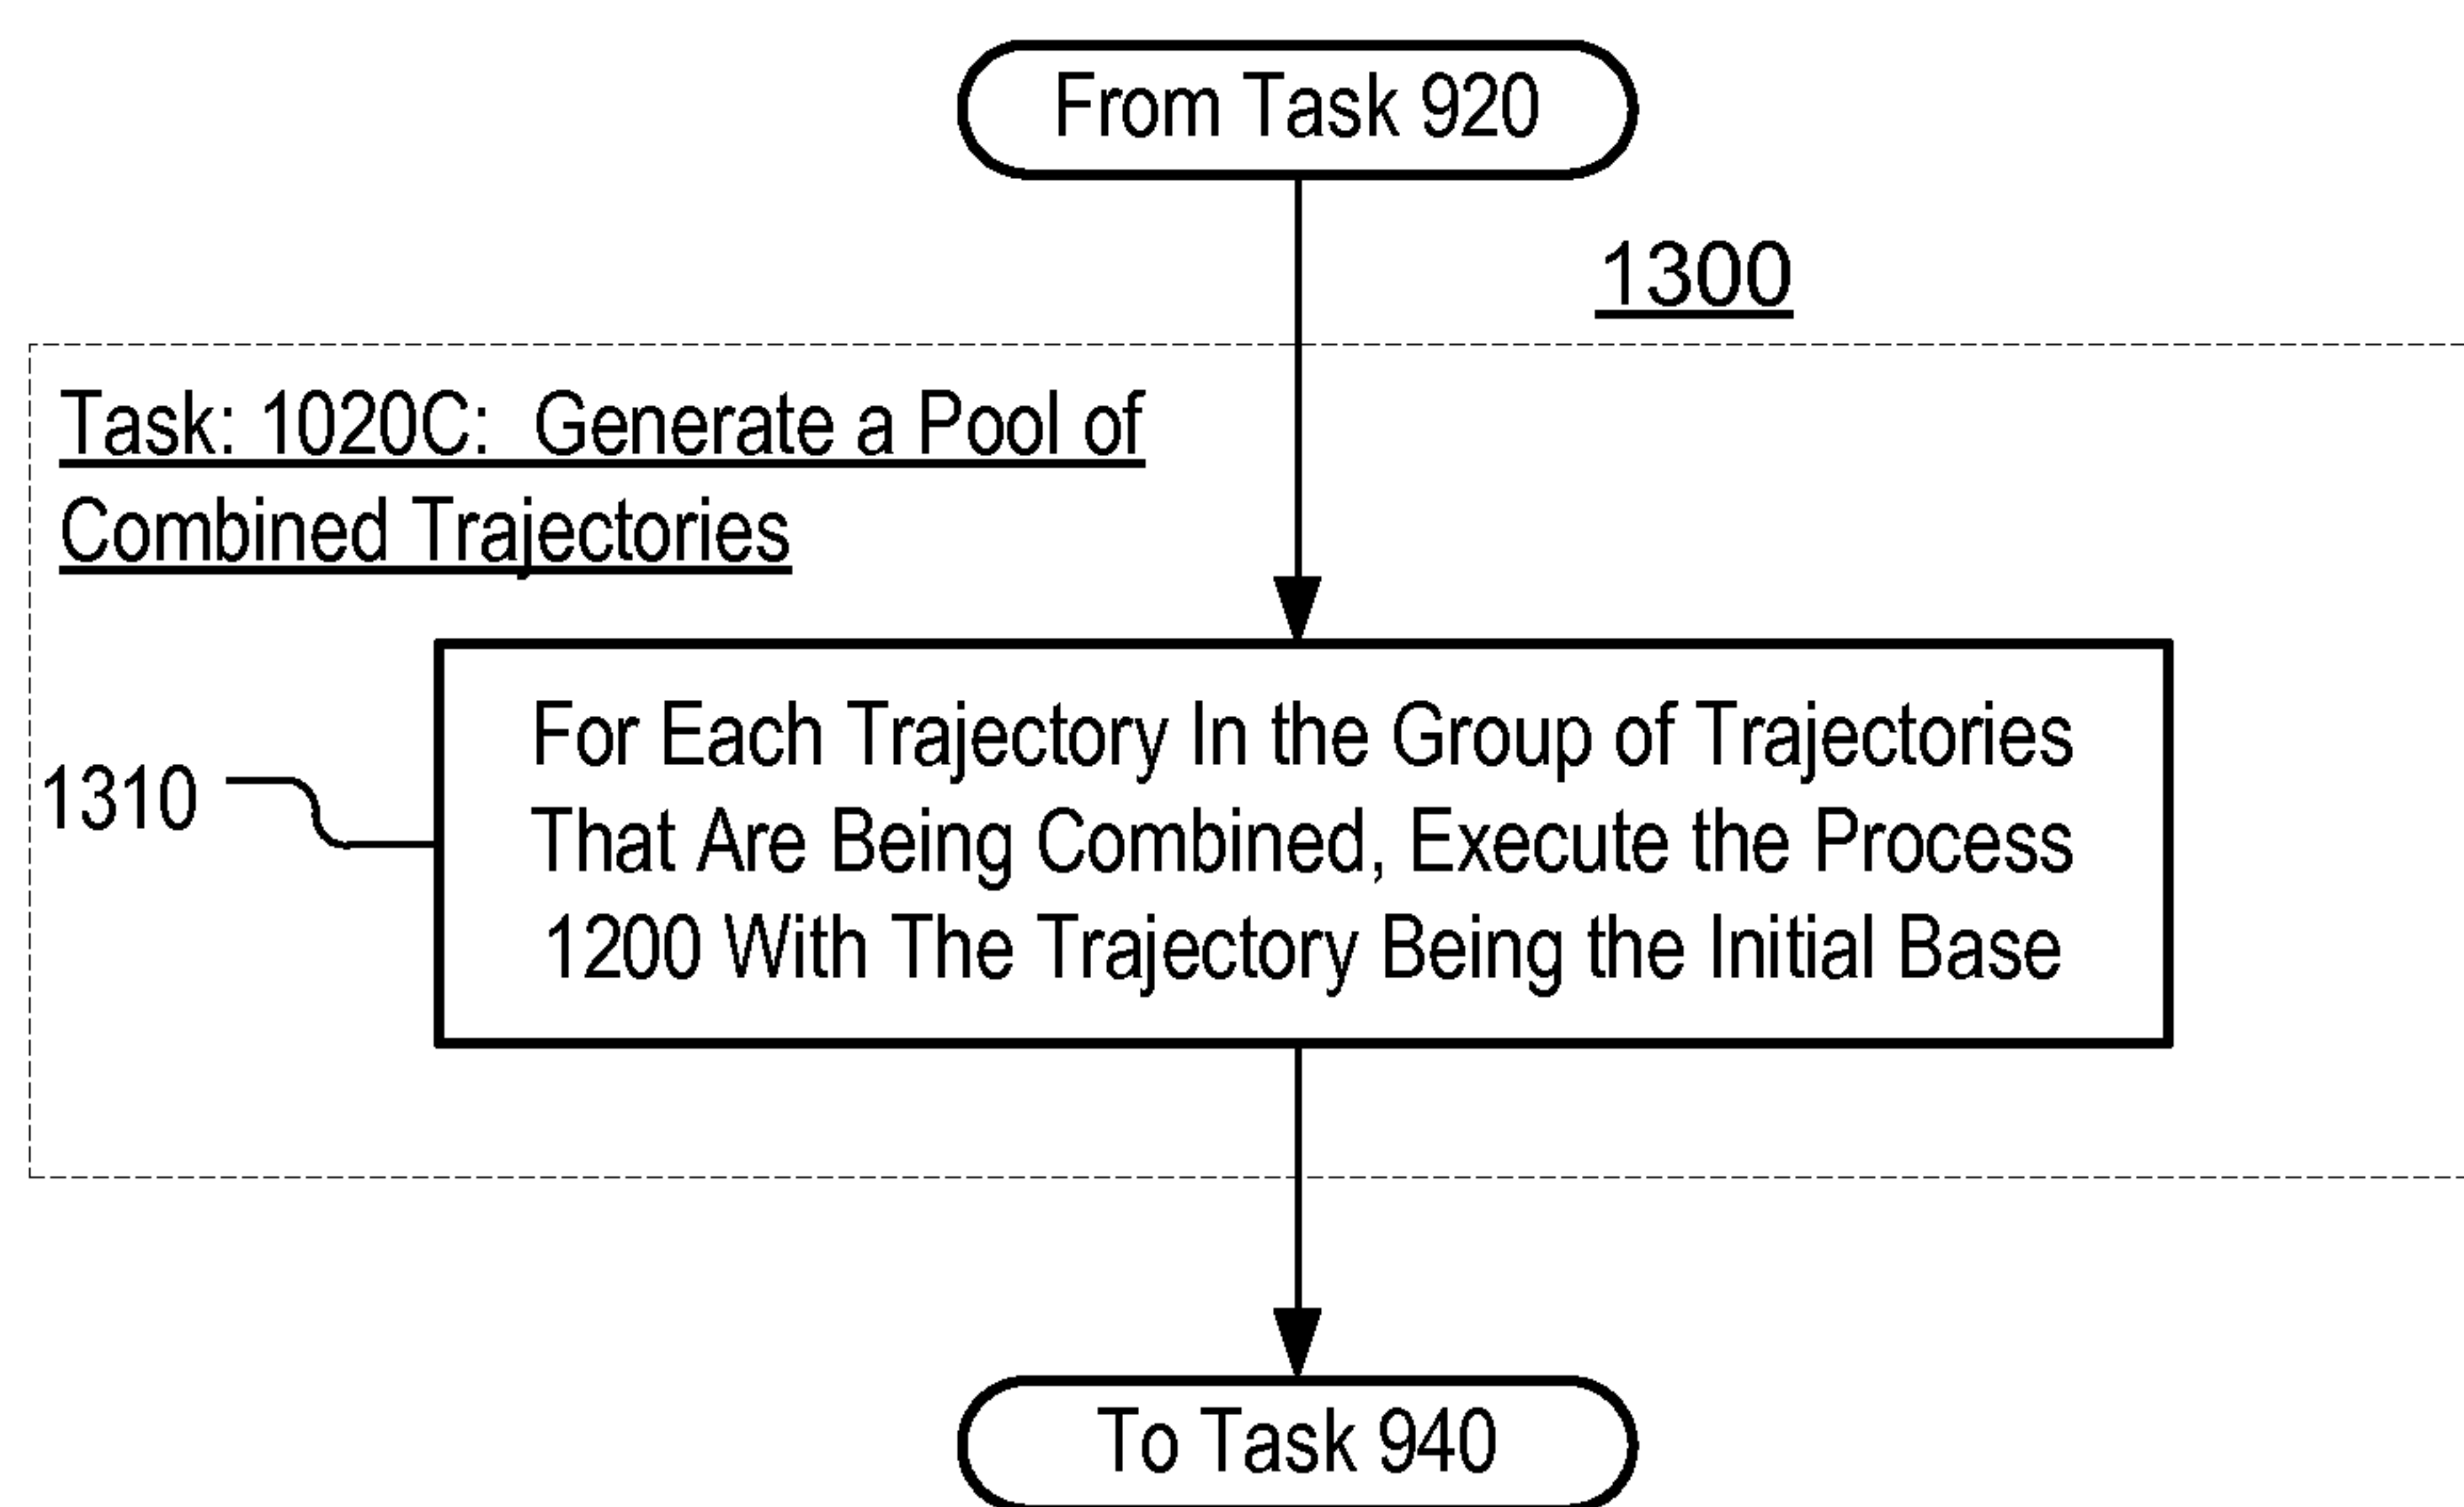 From Task 920
1300
Task: 1020C: Generate a Pool of
Combined Trajectories
For Each Trajectory In the Group of Trajectories
That Are Being Combined, Execute the Process
1200 With The Trajectory Being the Initial Base
1310
To Task 940